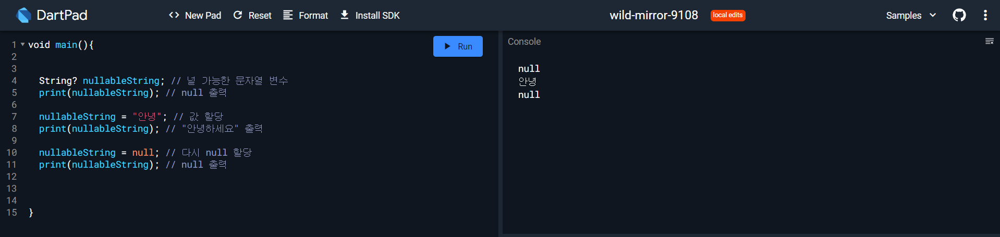 DartPad
<> New Pad Reset Format Install SDK
wild-mirror-9108 local edits
Samples
1 void main(){
2
3
4 String? nullableString; // 널 가능한 문자열 변수
5 print(nullableString); // null 출력
6
7 nullableString = "안녕"; // 값 할당
8 print(nullableString); // "안녕하세요" 출력
9
10 nullableString = null; // 다시 null 할당
11 print(nullableString); // null 출력
12
13
14
15 }
Run
Console
null
안녕
null